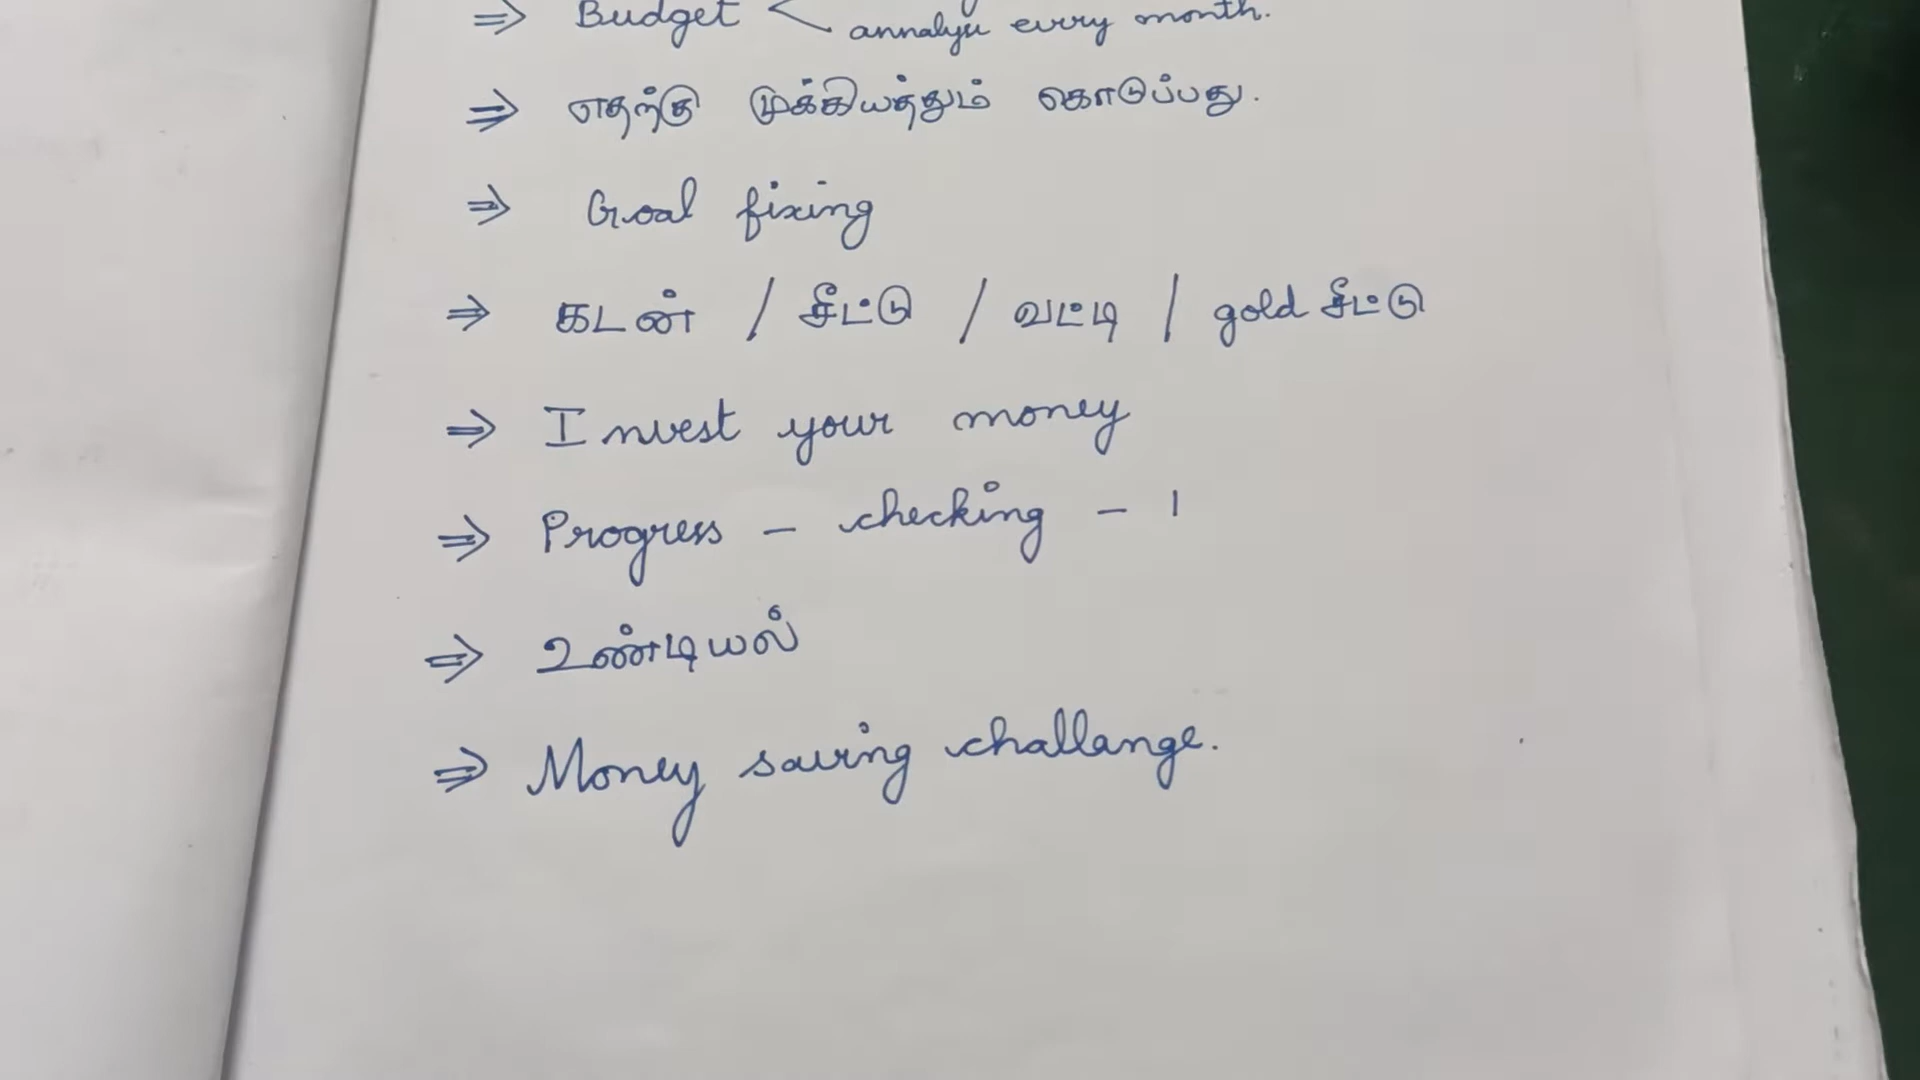 ⇒ Budget < annalyse every month.
⇒ எதற்கு முக்கியத்தும் கொடுப்பது.
⇒ Goal fixing
⇒ கடன் / சீட்டு / வட்டி / gold சீட்டு
⇒ Invest your money
⇒ Progress - checking - 1
⇒ உண்டியல்
⇒ Money saving challange.